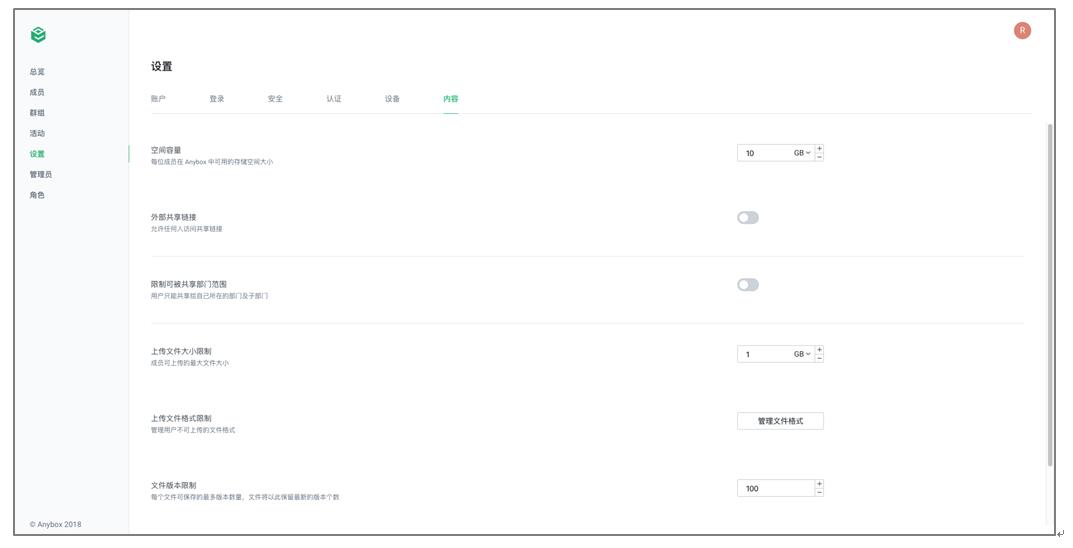 R
设置
账户 登录 安全 认证 设备 内容
总览
成员
群组
活动
设置
管理员
角色
空间容量
每位成员在 Anybox 中可用的存储空间大小
10 GB
外部共享链接
允许任何人访问共享链接
限制可被共享部门范围
用户只能共享给自己所在的部门及子部门
上传文件大小限制
成员可上传的最大文件大小
1 GB
上传文件格式限制
管理用户不可上传的文件格式
管理文件格式
文件版本限制
每个文件可保存的最多版本数量，文件将以此保留最新的版本个数
100
© Anybox 2018